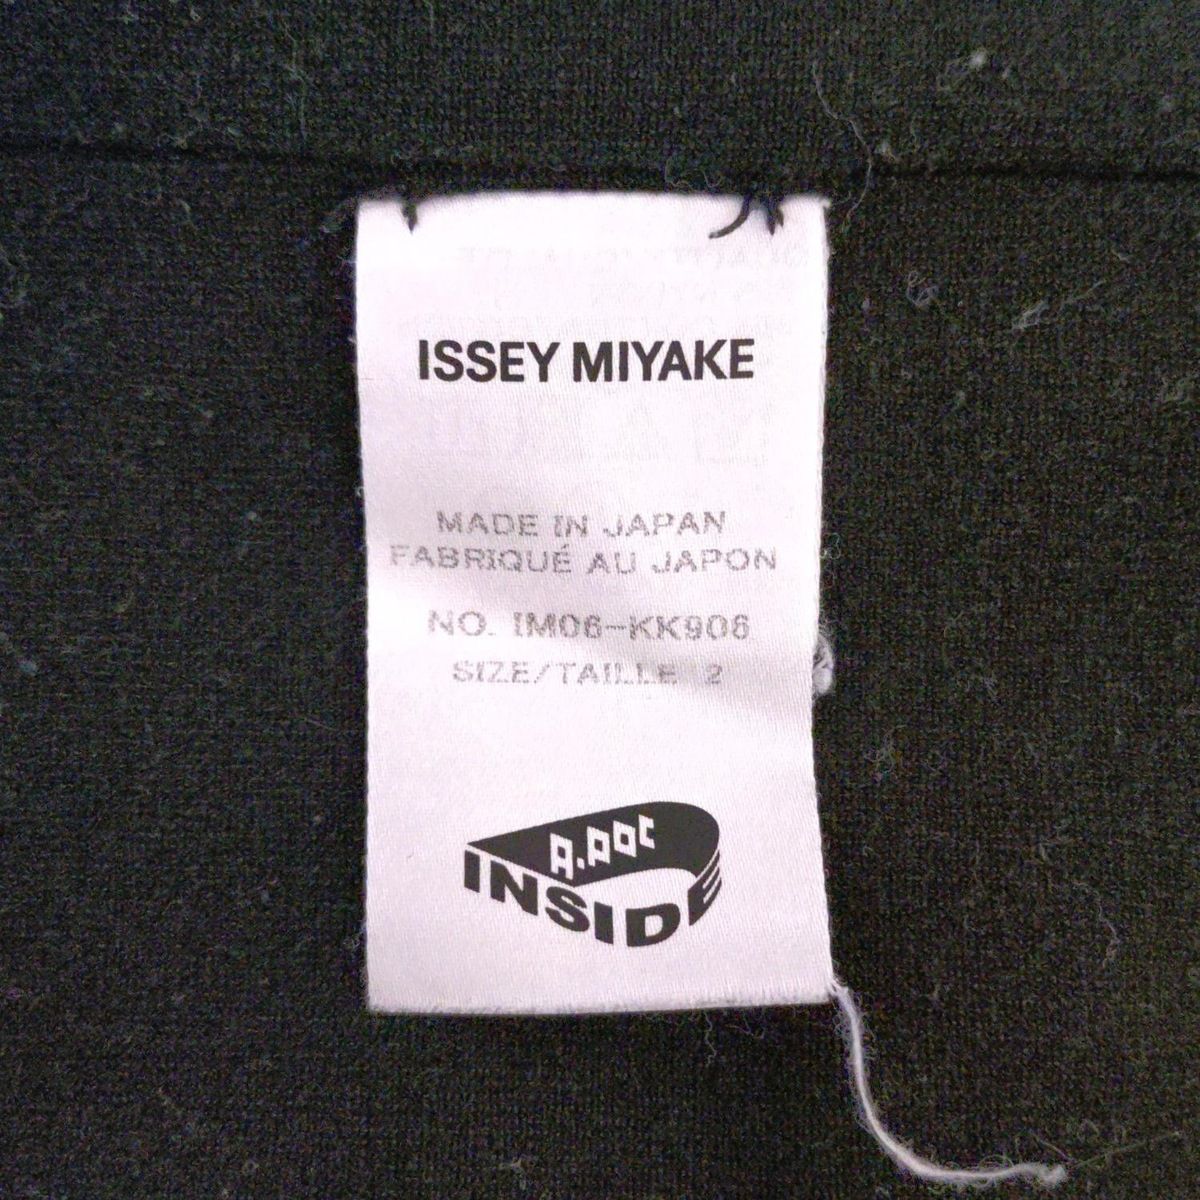 ISSEY MIYAKE
MADE IN JAPAN
FABRIQUÉ AU JAPON
NO. IM06-KK906
SIZE/TAILLE 2
A.POC
INSIDE